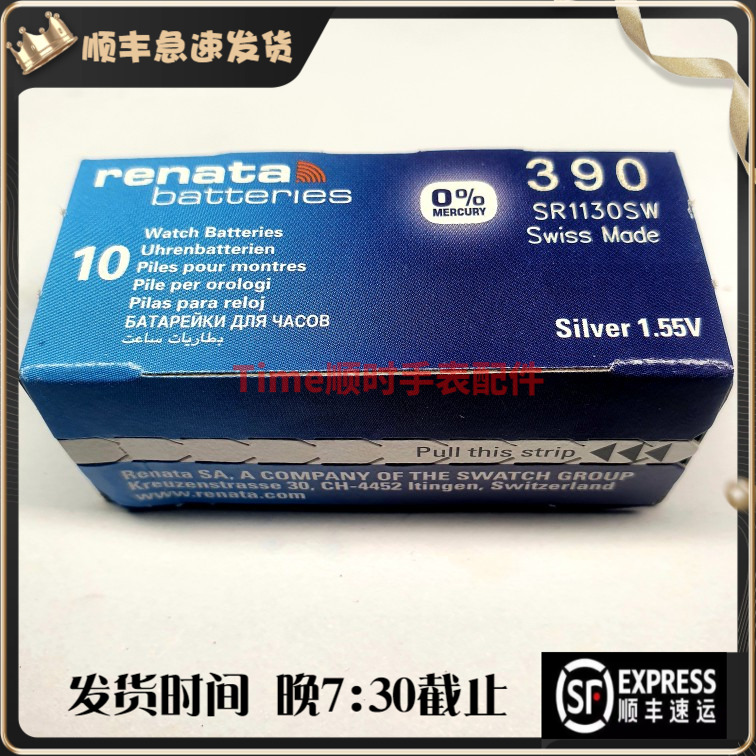 顺丰急速发货
renata
batteries
10
Watch Batteries
Uhrenbatterien
Piles pour montres
Pile per orologi
Pilas para reloj
БАТАРЕЙКИ ДЛЯ ЧАСОВ
بطاريات ساعت
0%
MERCURY
390
SR1130SW
Swiss Made
Silver 1.55V
Time顺时手表配件
Pull this strip
Renata SA, A COMPANY OF THE SWATCH GROUP
Kreuzenstrasse 30, CH-4452 Itingen, Switzerland
www.renata.com
发货时间 晚7:30截止
SF EXPRESS
顺丰速运